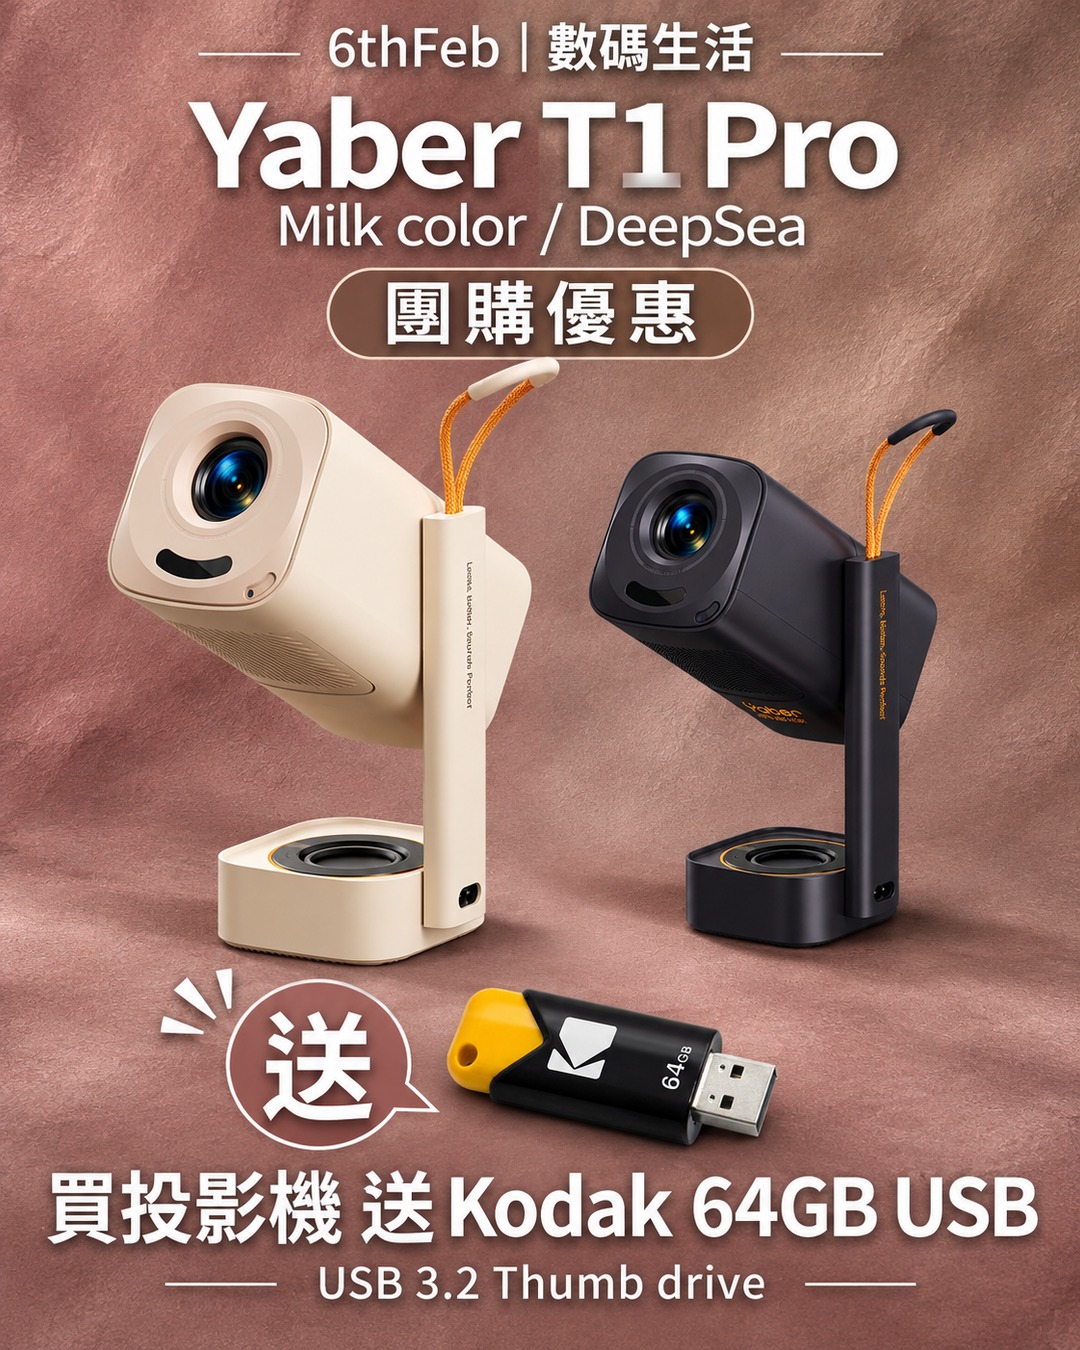 6thFeb｜數碼生活
Yaber T1 Pro
Milk color / DeepSea
團購優惠
Yaber
送
64GB
買投影機 送 Kodak 64GB USB
USB 3.2 Thumb drive